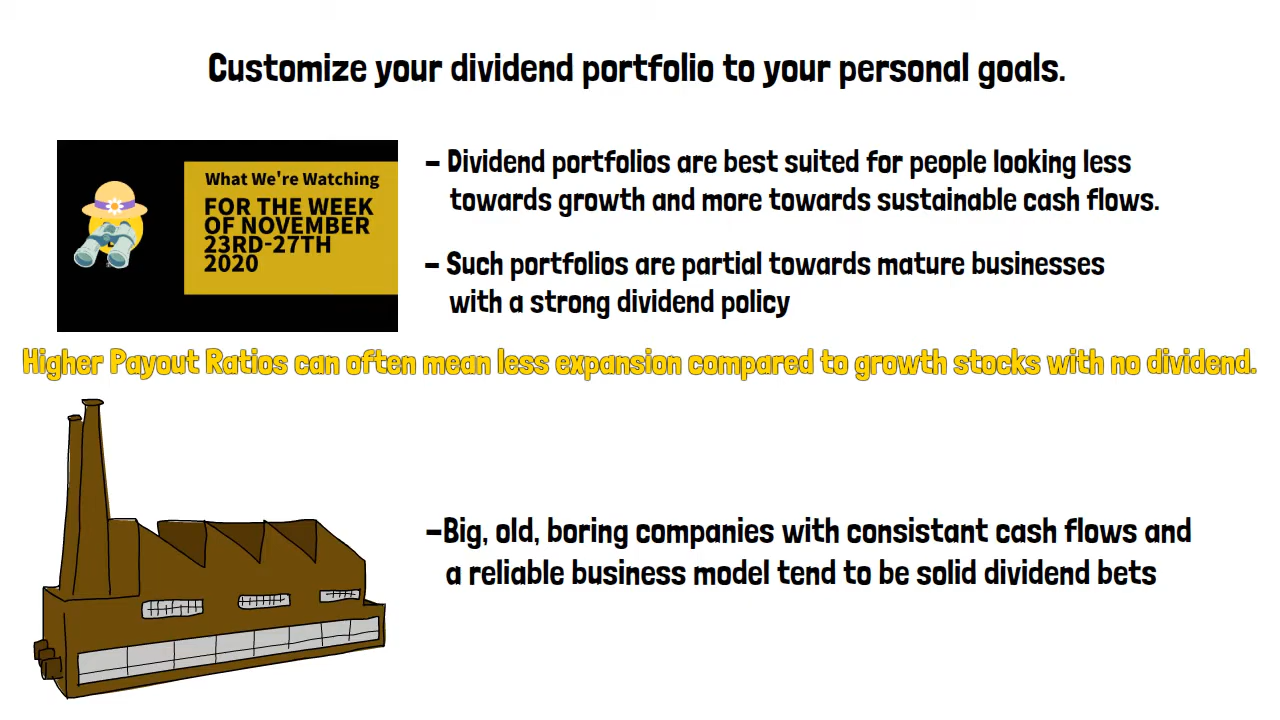 Customize your dividend portfolio to your personal goals.
What We're Watching
FOR THE WEEK
OF NOVEMBER
23RD-27TH
2020
- Dividend portfolios are best suited for people looking less
towards growth and more towards sustainable cash flows.
- Such portfolios are partial towards mature businesses
with a strong dividend policy
Higher Payout Ratios can often mean less expansion compared to growth stocks with no dividend.
-Big, old, boring companies with consistant cash flows and
a reliable business model tend to be solid dividend bets